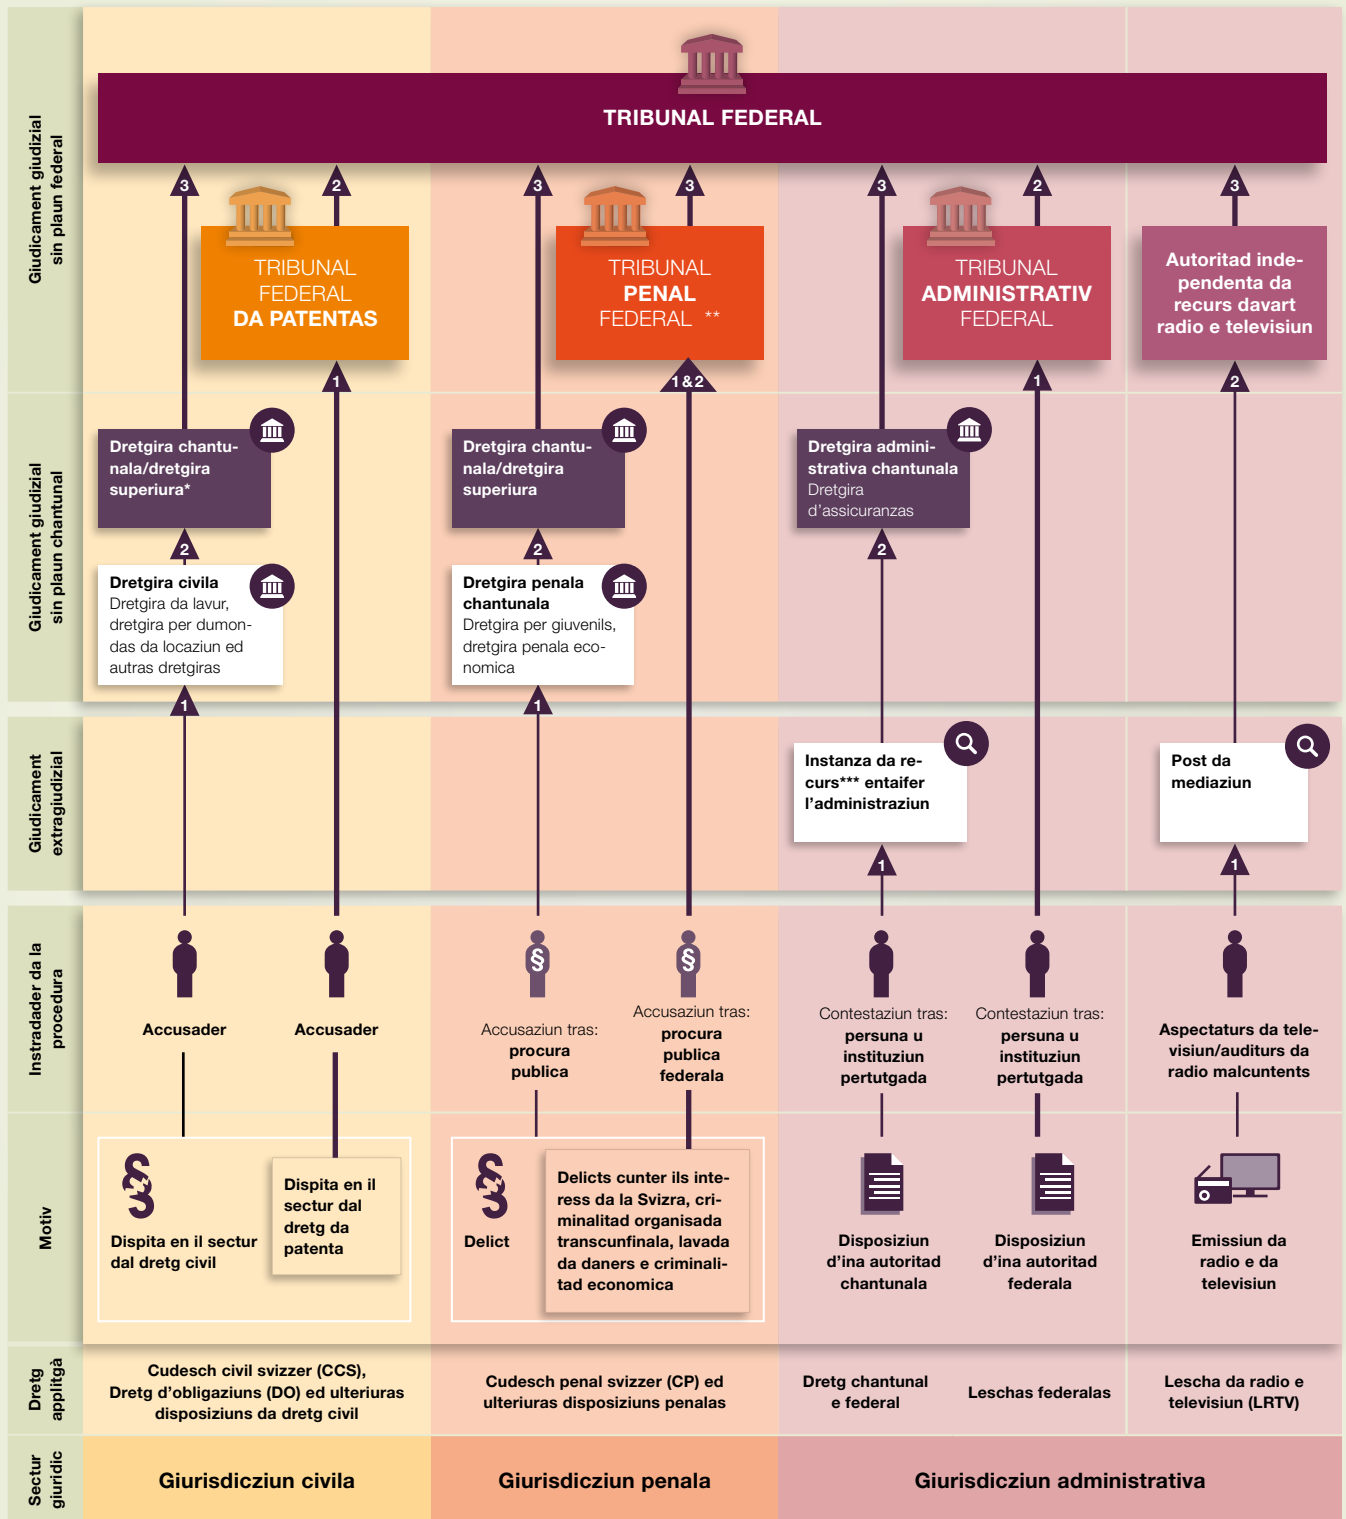 Giudicament giudizial
sin plaun federal
TRIBUNAL FEDERAL
3
2
3
3
3
2
3
TRIBUNAL
FEDERAL
DA PATENTAS
TRIBUNAL
PENAL
FEDERAL **
TRIBUNAL
ADMINISTRATIV
FEDERAL
Autoritad inde-
pendenta da
recurs davart
radio e televisiun
1
1 & 2
1
2
Giudicament giudizial
sin plaun chantunal
Dretgira chantu-
nala/dretgira
superiura*
Dretgira chantu-
nala/dretgira
superiura
Dretgira admini-
strativa chantunala
Dretgira
d'assicuranzas
2
2
2
Dretgira civila
Dretgira da lavur,
dretgira per dumon-
das da locaziun ed
autras dretgiras
Dretgira penala
chantunala
Dretgira per giuvenils,
dretgira penala eco-
nomica
1
1
Giudicament
extragiudizial
Instanza da re-
curs*** entaifer
l'administraziun
Post da
mediaziun
1
1
Instradader da la
procedura
Accusader
Accusader
§
Accusaziun tras:
procura
publica
§
Accusaziun tras:
procura
publica
federala
Contestaziun tras:
persuna u
instituziun
pertutgada
Contestaziun tras:
persuna u
instituziun
pertutgada
Aspectaturs da tele-
visiun/auditurs da
radio malcuntents
Motiv
§
Dispita en il sectur
dal dretg civil
Dispita en il
sectur dal
dretg da
patenta
§
Delict
Delicts cunter ils inte-
ress da la Svizra, cri-
minalitad organisada
transcunfinala, lavada
da daners e criminali-
tad economica
Disposiziun
d'ina autoritad
chantunala
Disposiziun
d'ina autoritad
federala
Emissiun da
radio e da
televisiun
Dretg
applitgà
Cudesch civil svizzer (CCS),
Dretg d'obligaziuns (DO) ed ulteriuras
disposiziuns da dretg civil
Cudesch penal svizzer (CP) ed
ulteriuras disposiziuns penalas
Dretg chantunal
e federal
Leschas federalas
Lescha da radio e
televisiun (LRTV)
Sectur
giuridic
Giurisdicziun civila
Giurisdicziun penala
Giurisdicziun administrativa